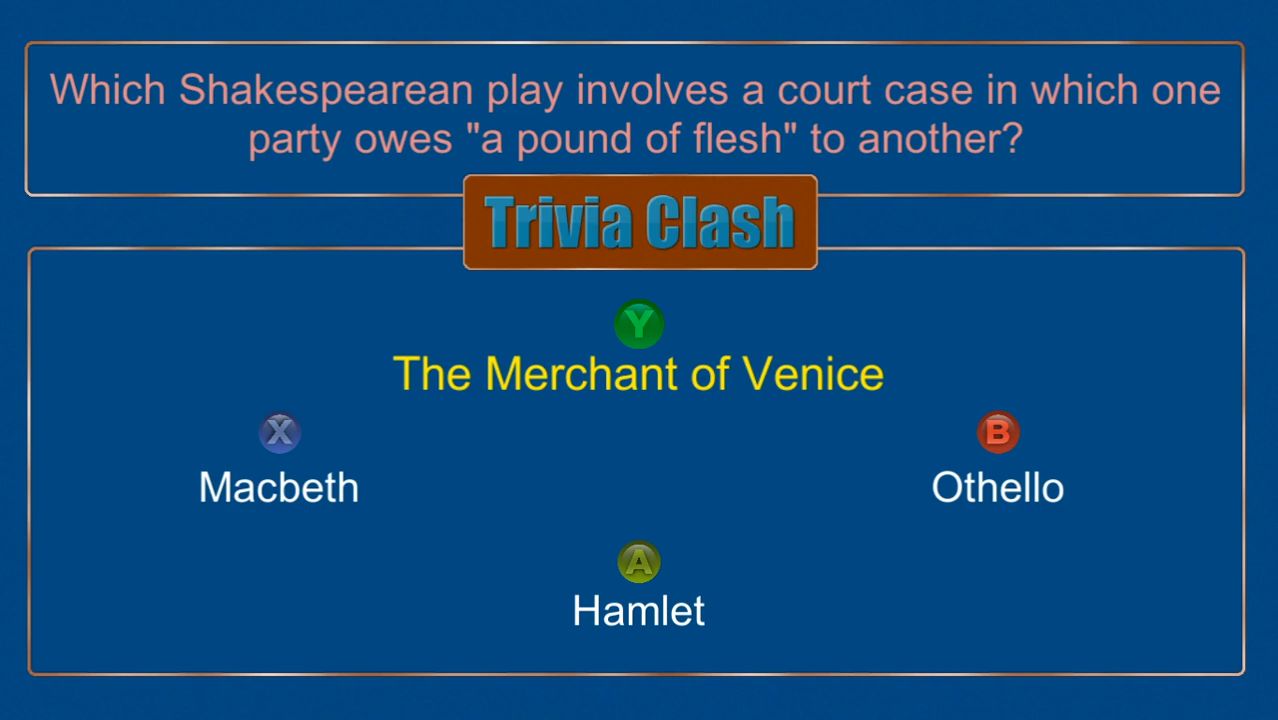 Which Shakespearean play involves a court case in which one
party owes "a pound of flesh" to another?
Trivia Clash
Y
The Merchant of Venice
X
B
Macbeth
Othello
A
Hamlet